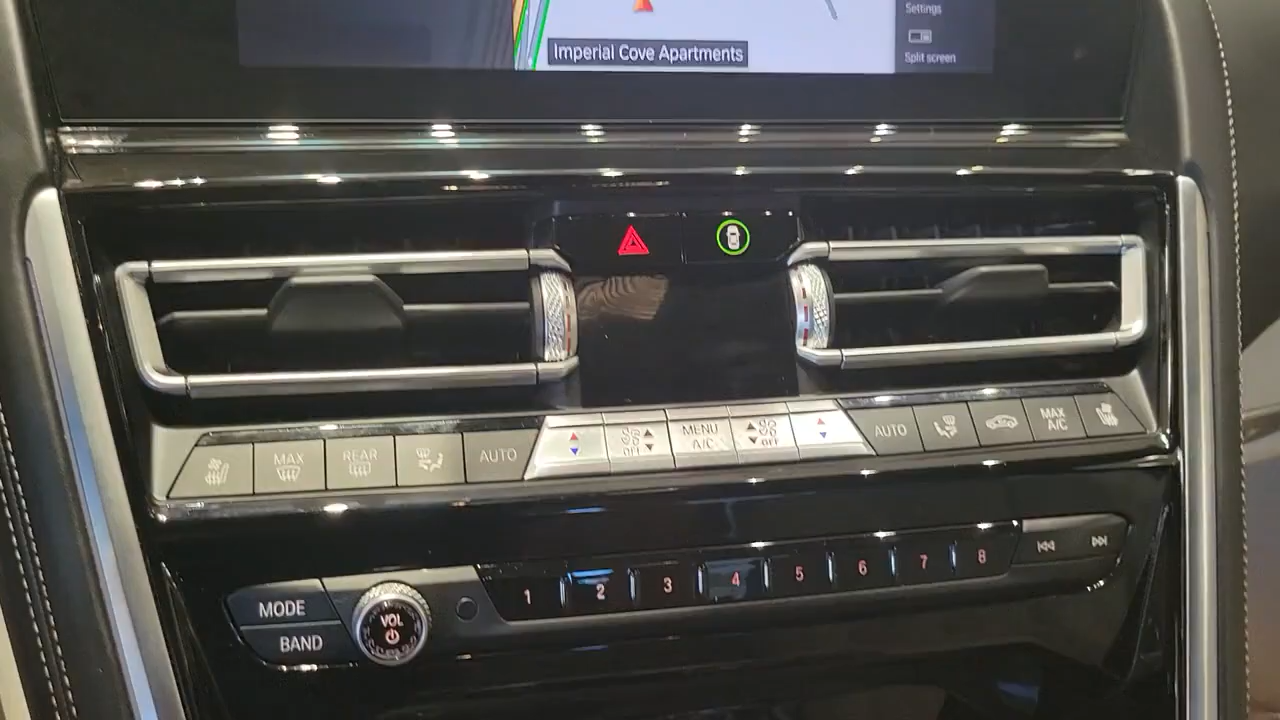 Settings
Imperial Cove Apartments
Split screen
MAX
REAR
AUTO
OFF
MENU
A/C
OFF
AUTO
MAX
A/C
MODE
BAND
VOL
1 2 3 4 5 6 7 8